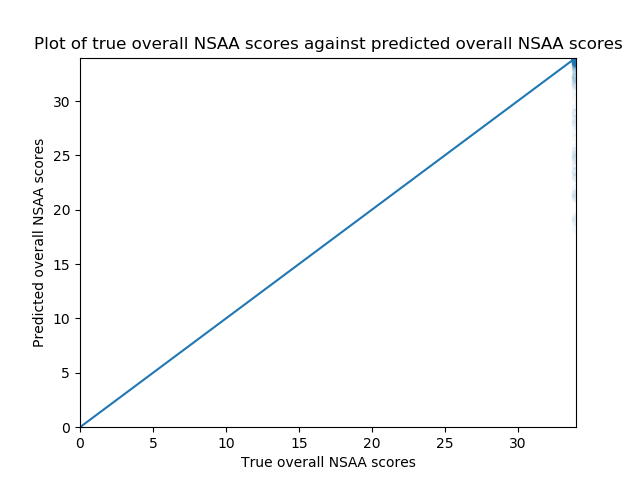 Plot of true overall NSAA scores against predicted overall NSAA scores
Predicted overall NSAA scores
30
25
20
15
10
5
0
0 5 10 15 20 25 30
True overall NSAA scores